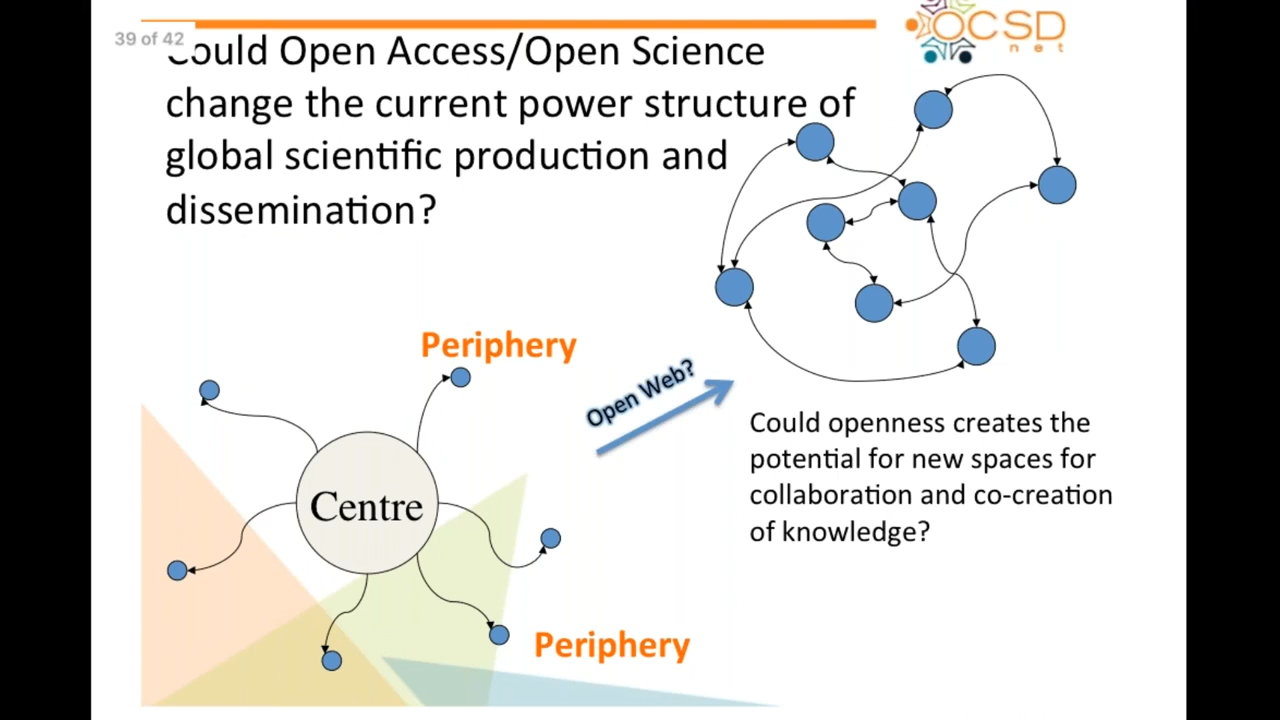 39 of 42
OCSD
net
Could Open Access/Open Science
change the current power structure of
global scientific production and
dissemination?
Periphery
Open Web?
Centre
Could openness creates the
potential for new spaces for
collaboration and co-creation
of knowledge?
Periphery